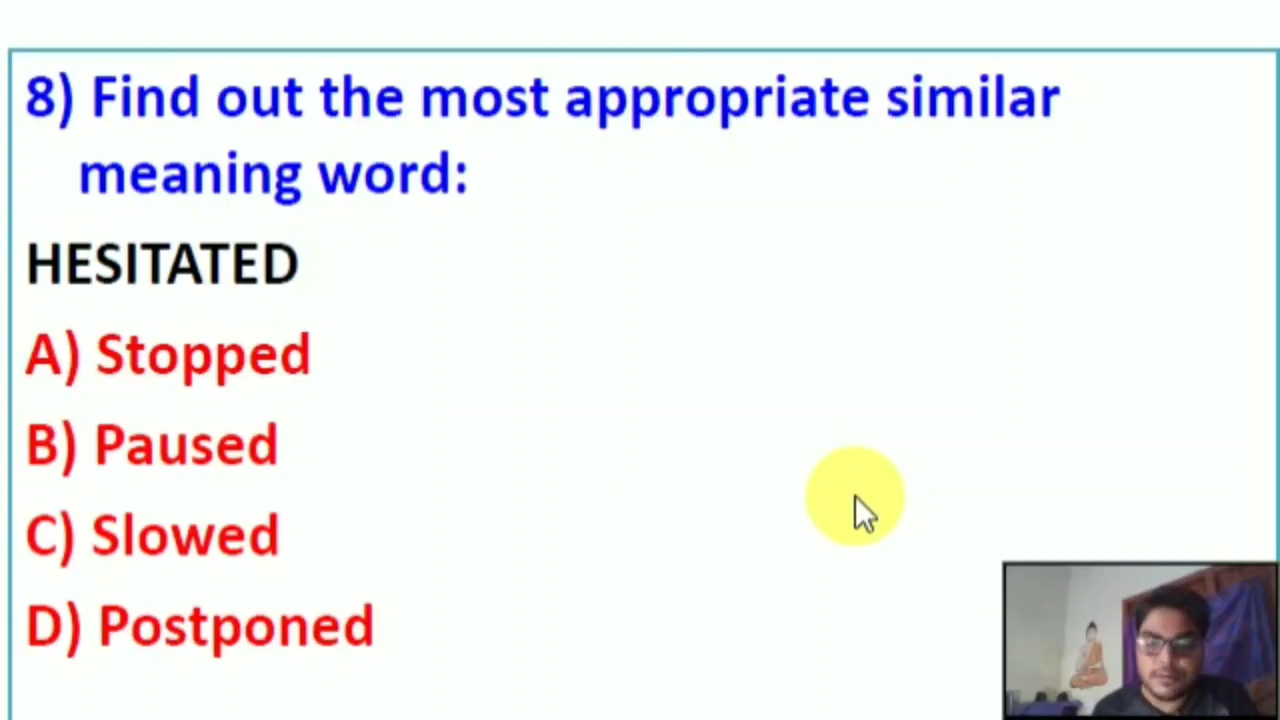 8) Find out the most appropriate similar
meaning word:
HESITATED
A) Stopped
B) Paused
C) Slowed
D) Postponed